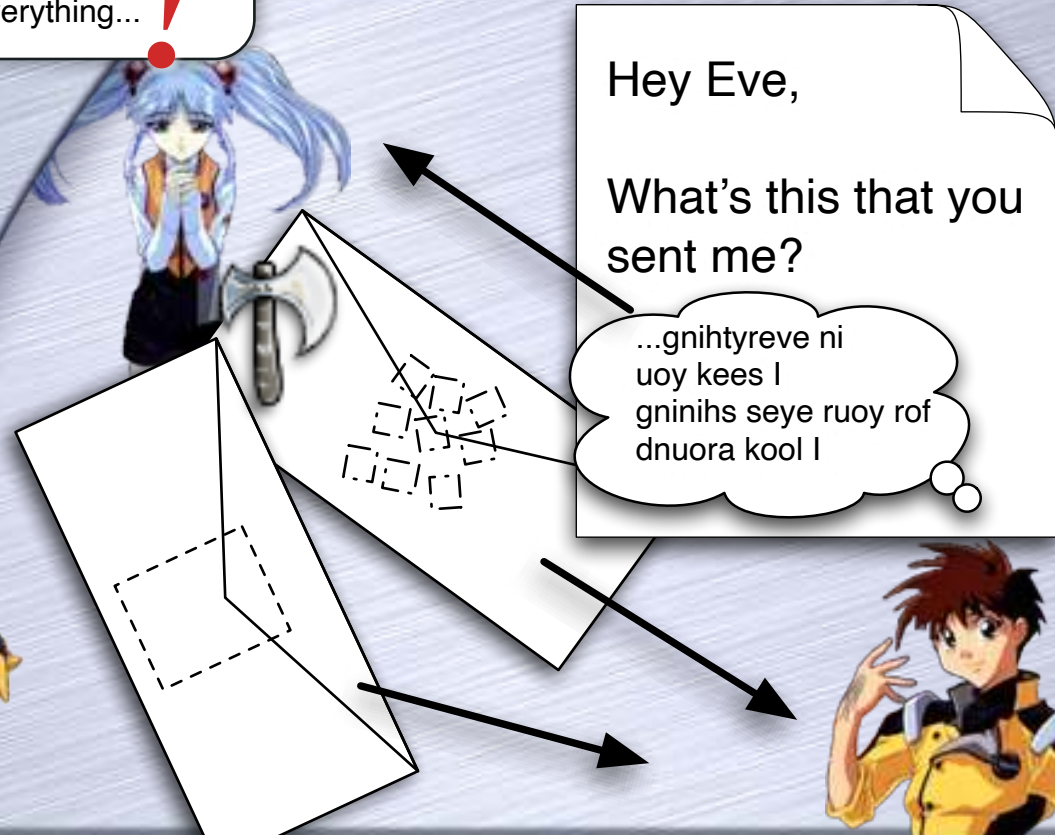 erything...
Hey Eve,
What's this that you
sent me?
...gnihtyreve ni
uoy kees I
gninihs seye ruoy rof
dnuora kool I